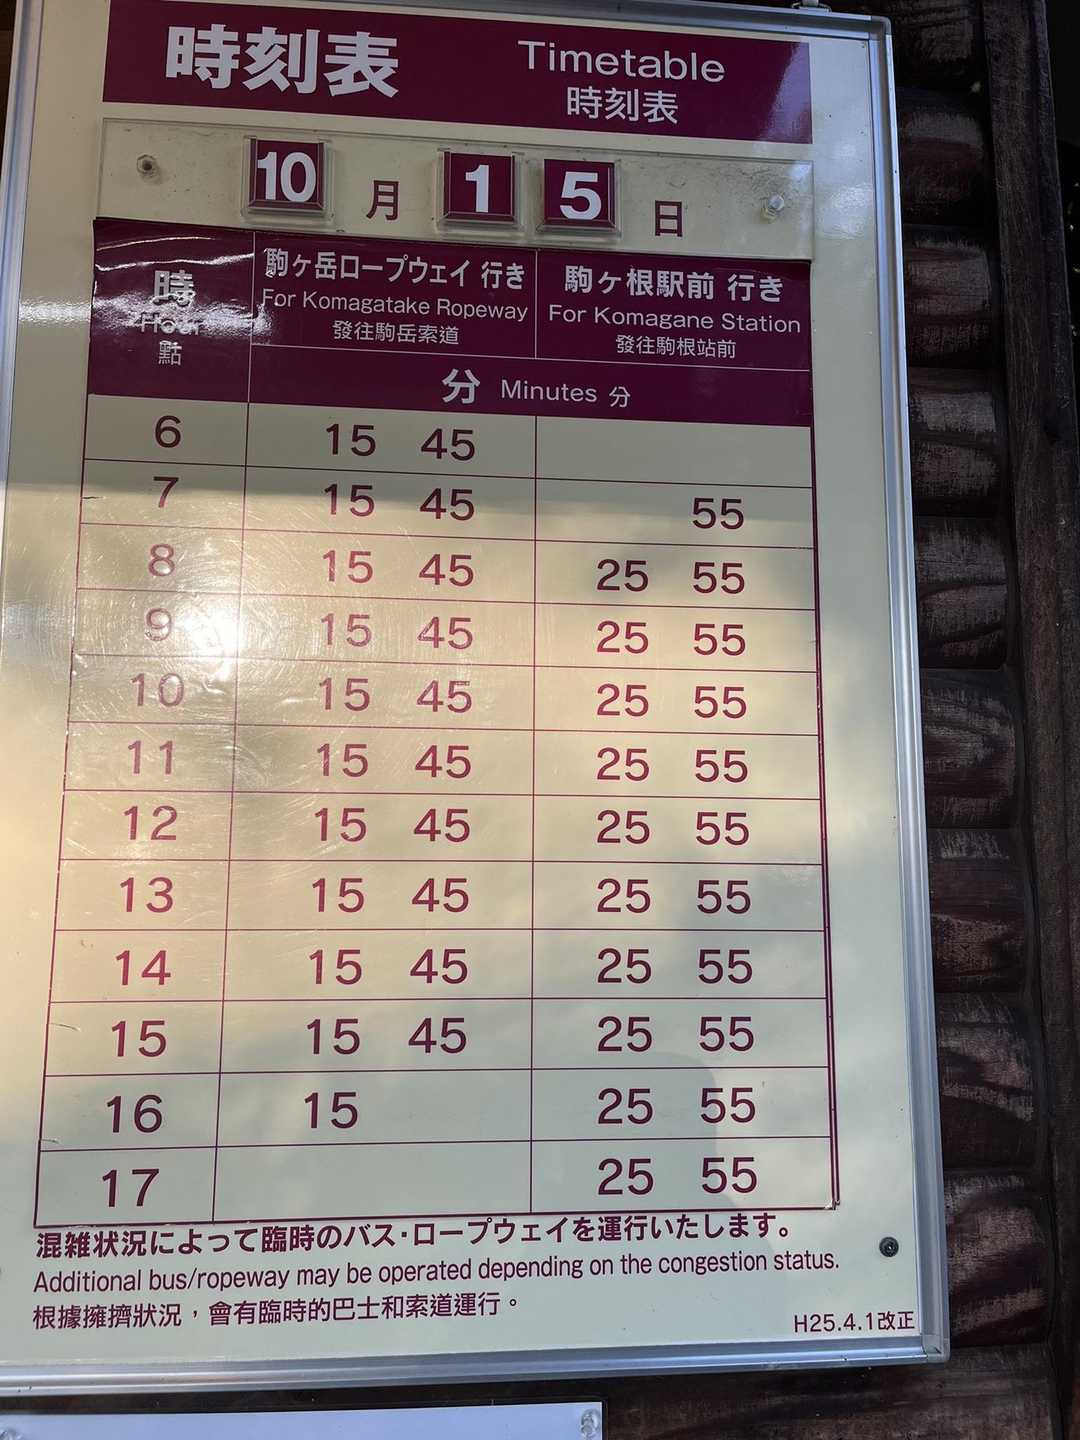 時刻表
Timetable
時刻表
10 月 1 5 日
時
Hour
點
駒ヶ岳ロープウェイ 行き
For Komagatake Ropeway
發往駒岳索道
駒ヶ根駅前 行き
For Komagane Station
發往駒根站前
分 Minutes 分
6 15 45
7 15 45 55
8 15 45 25 55
9 15 45 25 55
10 15 45 25 55
11 15 45 25 55
12 15 45 25 55
13 15 45 25 55
14 15 45 25 55
15 15 45 25 55
16 15 25 55
17 25 55
混雑状況によって臨時のバス・ロープウェイを運行いたします。
Additional bus/ropeway may be operated depending on the congestion status.
根據擁擠狀況，會有臨時的巴士和索道運行。
H25.4.1改正